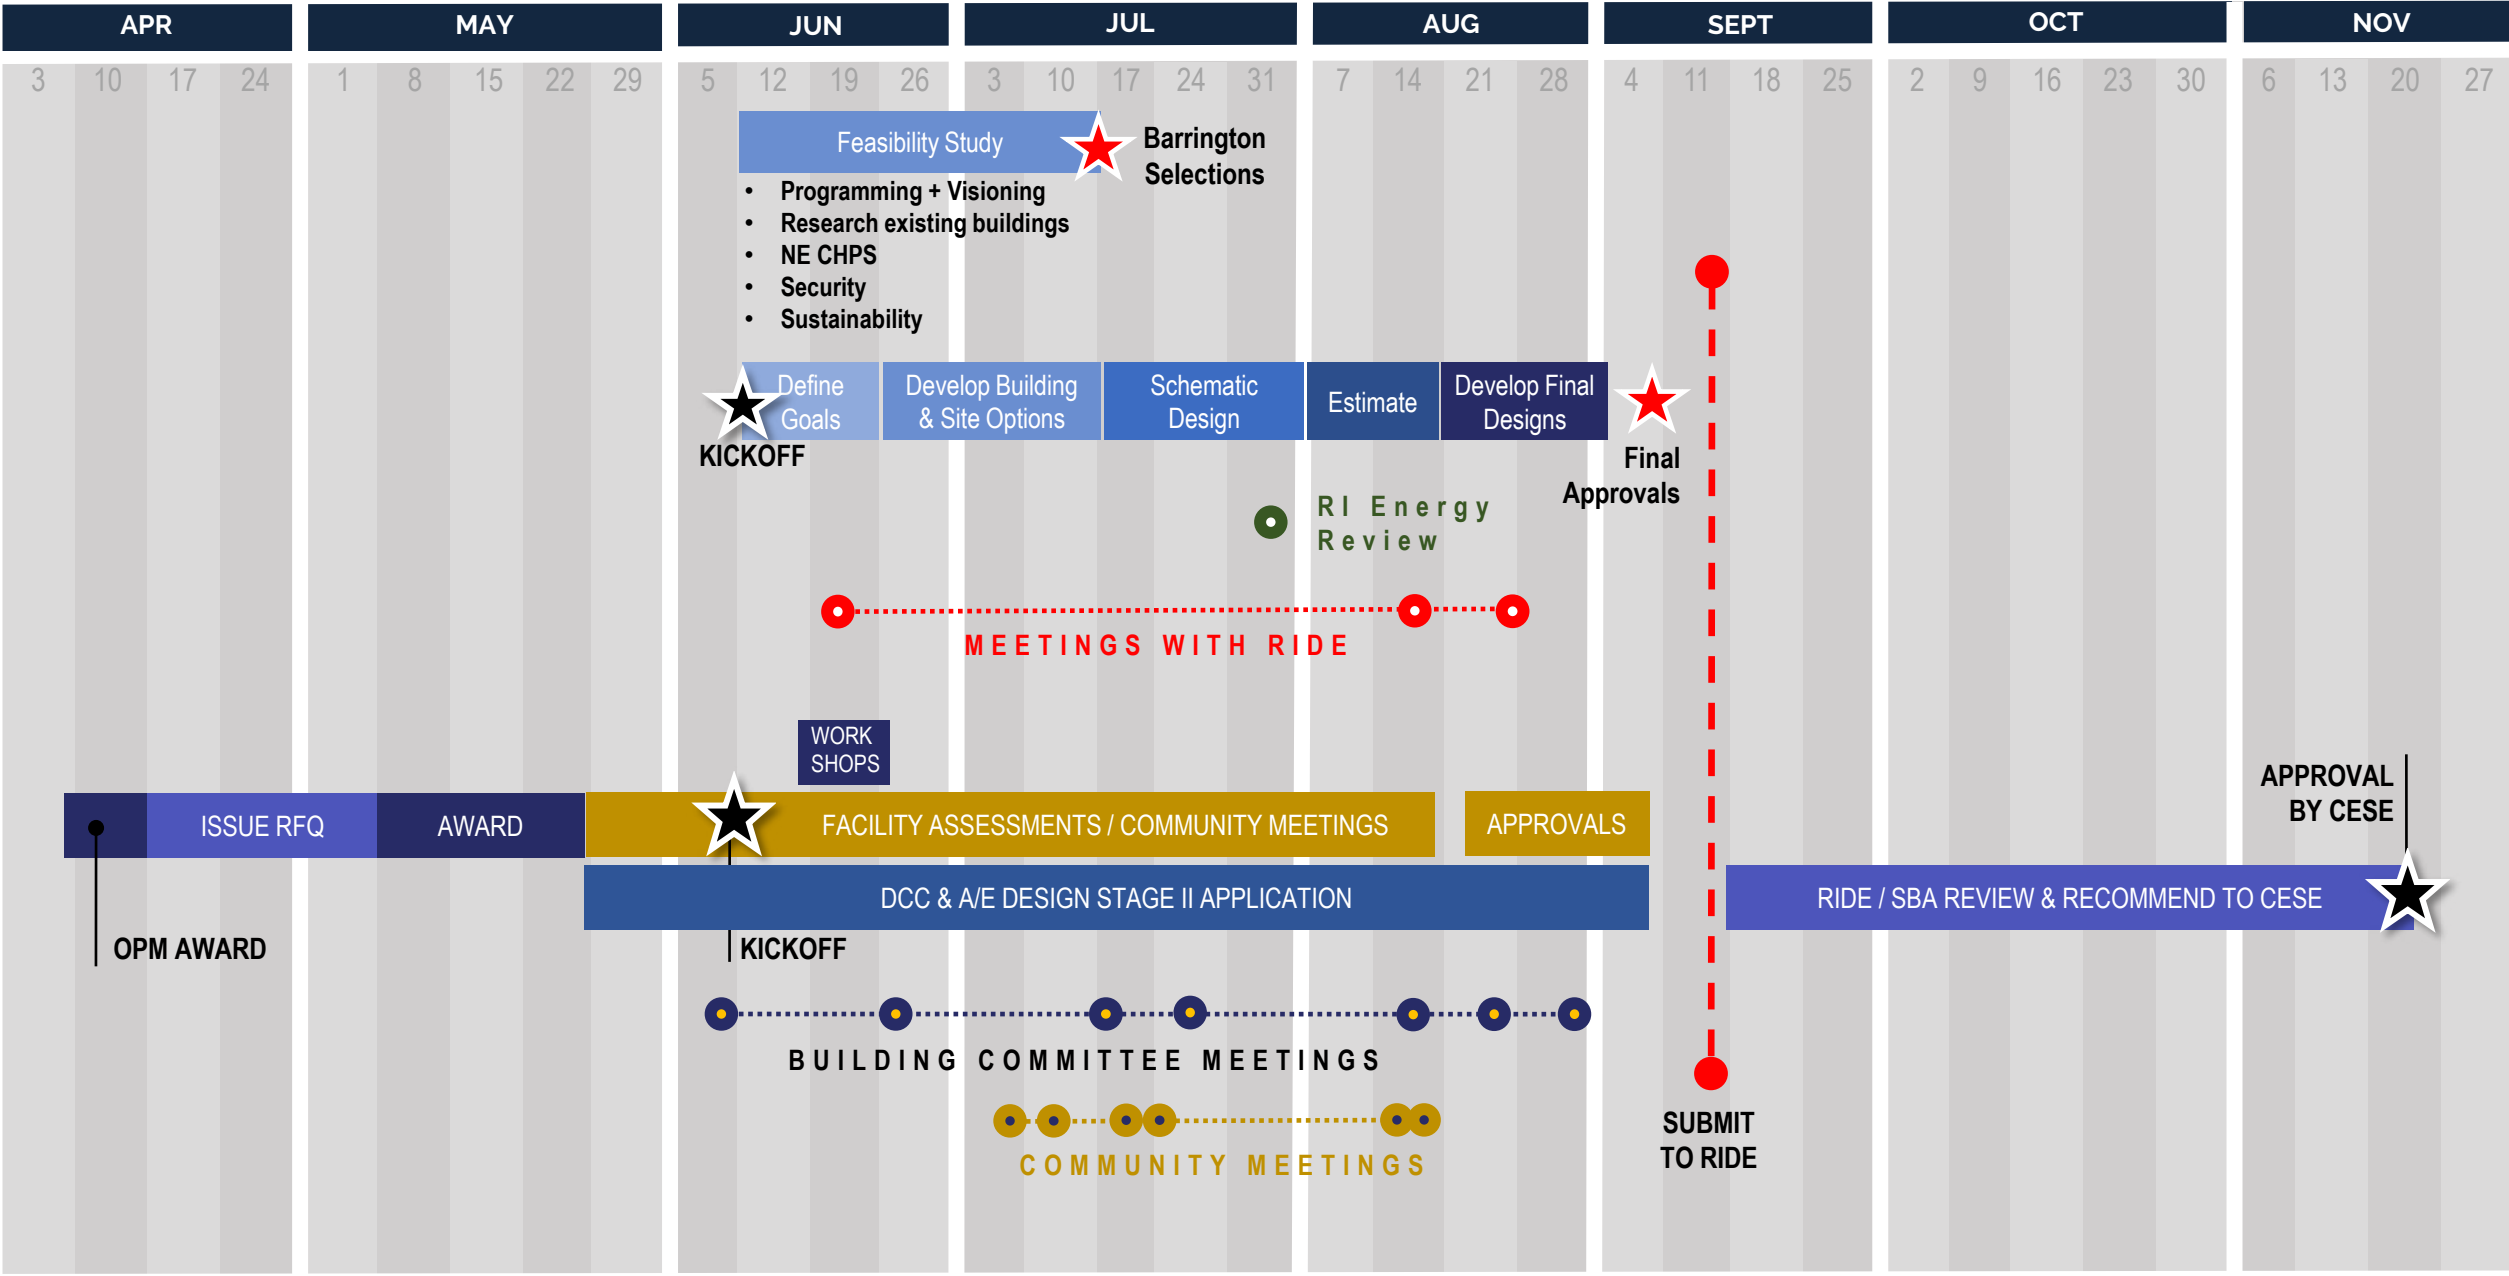 APR MAY JUN JUL AUG SEPT OCT NOV
3 10 17 24 1 8 15 22 29 5 12 19 26 3 10 17 24 31 7 14 21 28 4 11 18 25 2 9 16 23 30 6 13 20 27
Feasibility Study
Barrington
Selections
• Programming + Visioning
• Research existing buildings
• NE CHPS
• Security
• Sustainability
Define
Goals
Develop Building
& Site Options
Schematic
Design
Estimate
Develop Final
Designs
KICKOFF
Final
Approvals
RI Energy
Review
MEETINGS WITH RIDE
WORK
SHOPS
ISSUE RFQ
AWARD
FACILITY ASSESSMENTS / COMMUNITY MEETINGS
APPROVALS
APPROVAL
BY CESE
DCC & A/E DESIGN STAGE II APPLICATION
RIDE / SBA REVIEW & RECOMMEND TO CESE
OPM AWARD
KICKOFF
BUILDING COMMITTEE MEETINGS
COMMUNITY MEETINGS
SUBMIT
TO RIDE